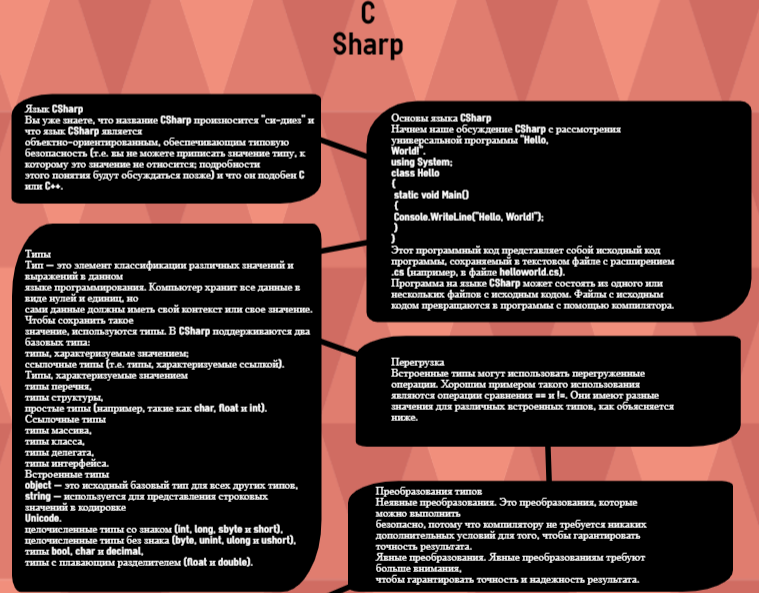 C
Sharp
Язык CSharp
Вы уже знаете, что название CSharp произносится "си-диез" и
что язык CSharp является
объектно-ориентированным, обеспечивающим типовую
безопасность (т.е. вы не можете приписать значение типу, к
которому это значение не относится; подробности
этого понятия будут обсуждаться позже) и что он подобен C
или C++.
Основы языка CSharp
Начнем наше обсуждение CSharp с рассмотрения
универсальной программы "Hello,
World!".
using System;
class Hello
{
static void Main()
{
Console.WriteLine("Hello, World!");
}
}
Этот программный код представляет собой исходный код
программы, сохраняемый в текстовом файле с расширением
.cs (например, в файле helloworld.cs).
Программа на языке CSharp может состоять из одного или
нескольких файлов с исходным кодом. Файлы с исходным
кодом превращаются в программы с помощью компилятора.
Типы
Тип — это элемент классификации различных значений и
выражений в данном
языке программирования. Компьютер хранит все данные в
виде нулей и единиц, но
сами данные должны иметь свой контекст или свое значение.
Чтобы сохранить такое
значение, используются типы. В CSharp поддерживаются два
базовых типа:
типы, характеризуемые значением;
ссылочные типы (т.е. типы, характеризуемые ссылкой).
Типы, характеризуемые значением
типы перечня,
типы структуры,
простые типы (например, такие как char, float и int).
Ссылочные типы
типы массива,
типы класса,
типы делегата,
типы интерфейса.
Встроенные типы
object — это исходный базовый тип для всех других типов,
string — используется для представления строковых
значений в кодировке
Unicode.
целочисленные типы со знаком (int, long, sbyte и short),
целочисленные типы без знака (byte, unint, ulong и ushort),
типы bool, char и decimal,
типы с плавающим разделителем (float и double).
Перегрузка
Встроенные типы могут использовать перегруженные
операции. Хорошим примером такого использования
являются операции сравнения == и !=. Они имеют разные
значения для различных встроенных типов, как объясняется
ниже.
Преобразования типов
Неявные преобразования. Это преобразования, которые
можно выполнить
безопасно, потому что компилятору не требуется никаких
дополнительных условий для того, чтобы гарантировать
точность результата.
Явные преобразования. Явные преобразованиям требуют
больше внимания,
чтобы гарантировать точность и надежность результата.